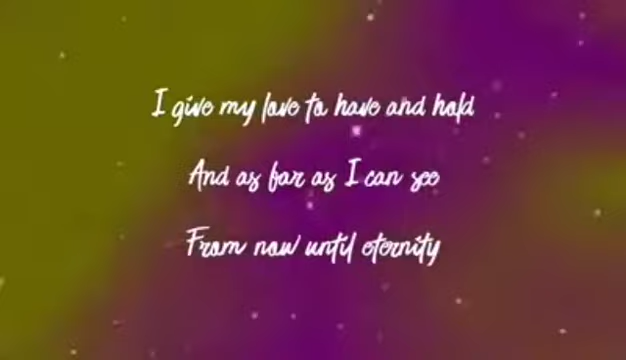 I give my love to have and hold
And as far as I can see
From now until eternity